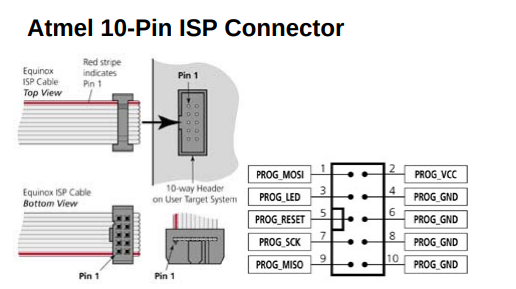 Atmel 10-Pin ISP Connector
Equinox
ISP Cable
Top View
Red stripe
indicates
Pin 1
Pin 1
10-way Header
on User Target System
Equinox ISP Cable
Bottom View
Pin 1
Pin 1
PROG_MOSI 1 2 PROG_VCC
PROG_LED 3 4 PROG_GND
PROG_RESET 5 6 PROG_GND
PROG_SCK 7 8 PROG_GND
PROG_MISO 9 10 PROG_GND